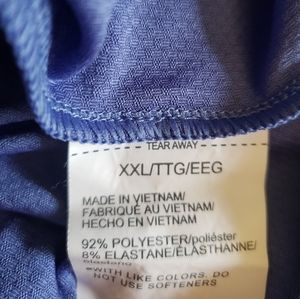 TEAR AWAY
XXL/TTG/EEG
MADE IN VIETNAM/
FABRIQUÉ AU VIETNAM/
HECHO EN VIETNAM
92% POLYESTER/poliéster
8% ELASTANE/ÉLASTHANNE/
elastano
WITH LIKE COLORS. DO
NOT USE SOFTENERS